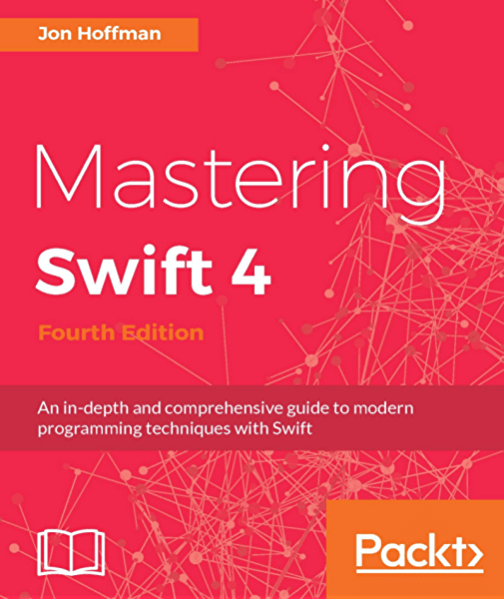 Jon Hoffman
Mastering
Swift 4
Fourth Edition
An in-depth and comprehensive guide to modern
programming techniques with Swift
Packt>